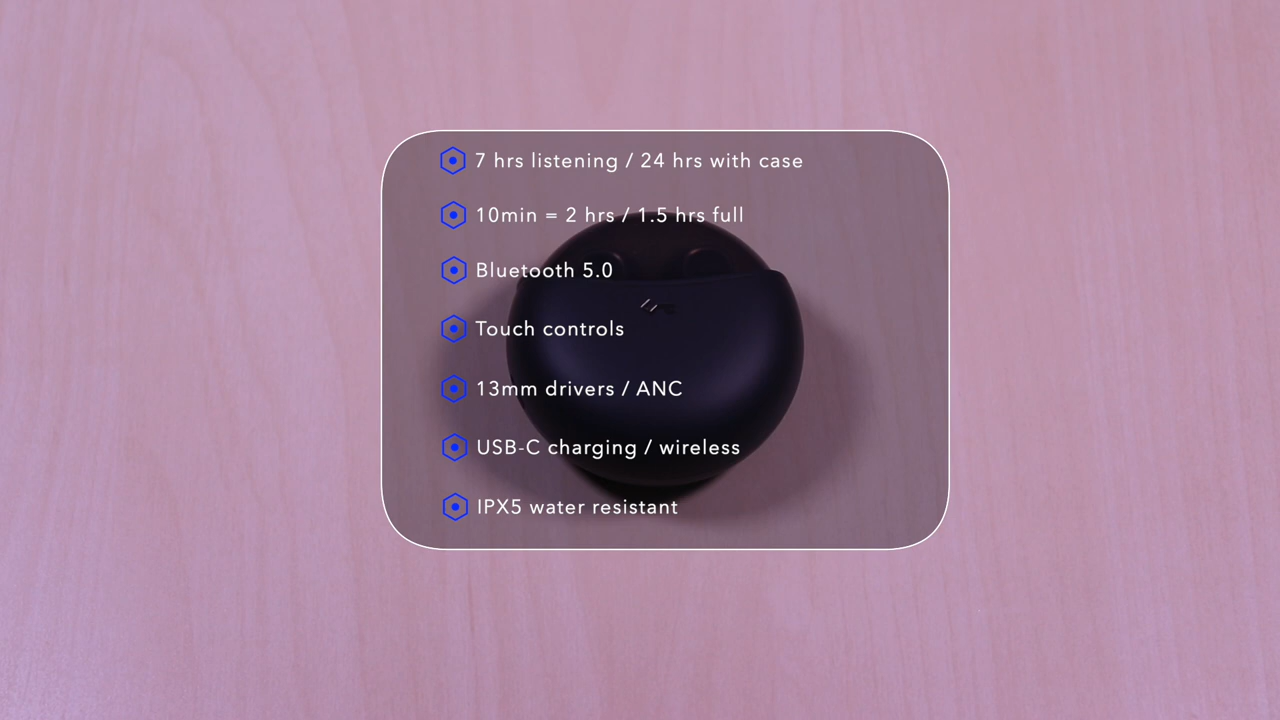 7 hrs listening / 24 hrs with case
10min = 2 hrs / 1.5 hrs full
Bluetooth 5.0
Touch controls
13mm drivers / ANC
USB-C charging / wireless
IPX5 water resistant